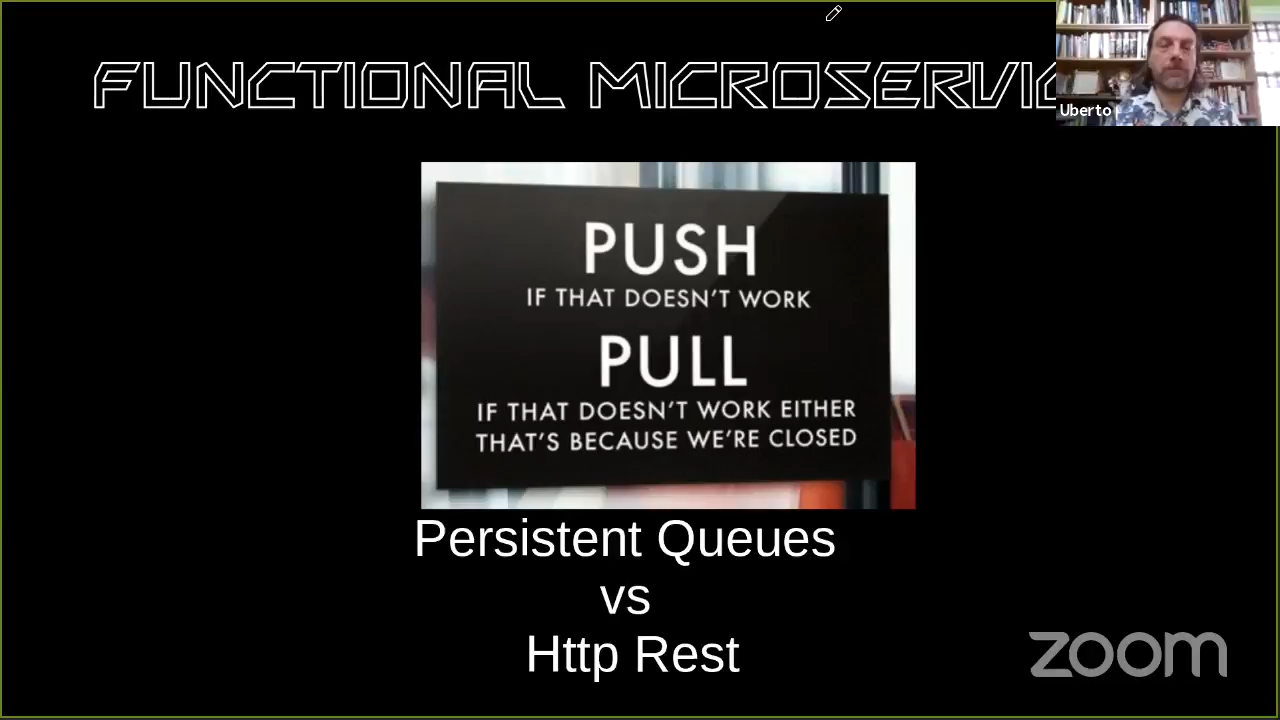 FUNCTIONAL MICROSERVIC
Uberto
PUSH
IF THAT DOESN'T WORK
PULL
IF THAT DOESN'T WORK EITHER
THAT'S BECAUSE WE'RE CLOSED
Persistent Queues
vs
Http Rest
zoom